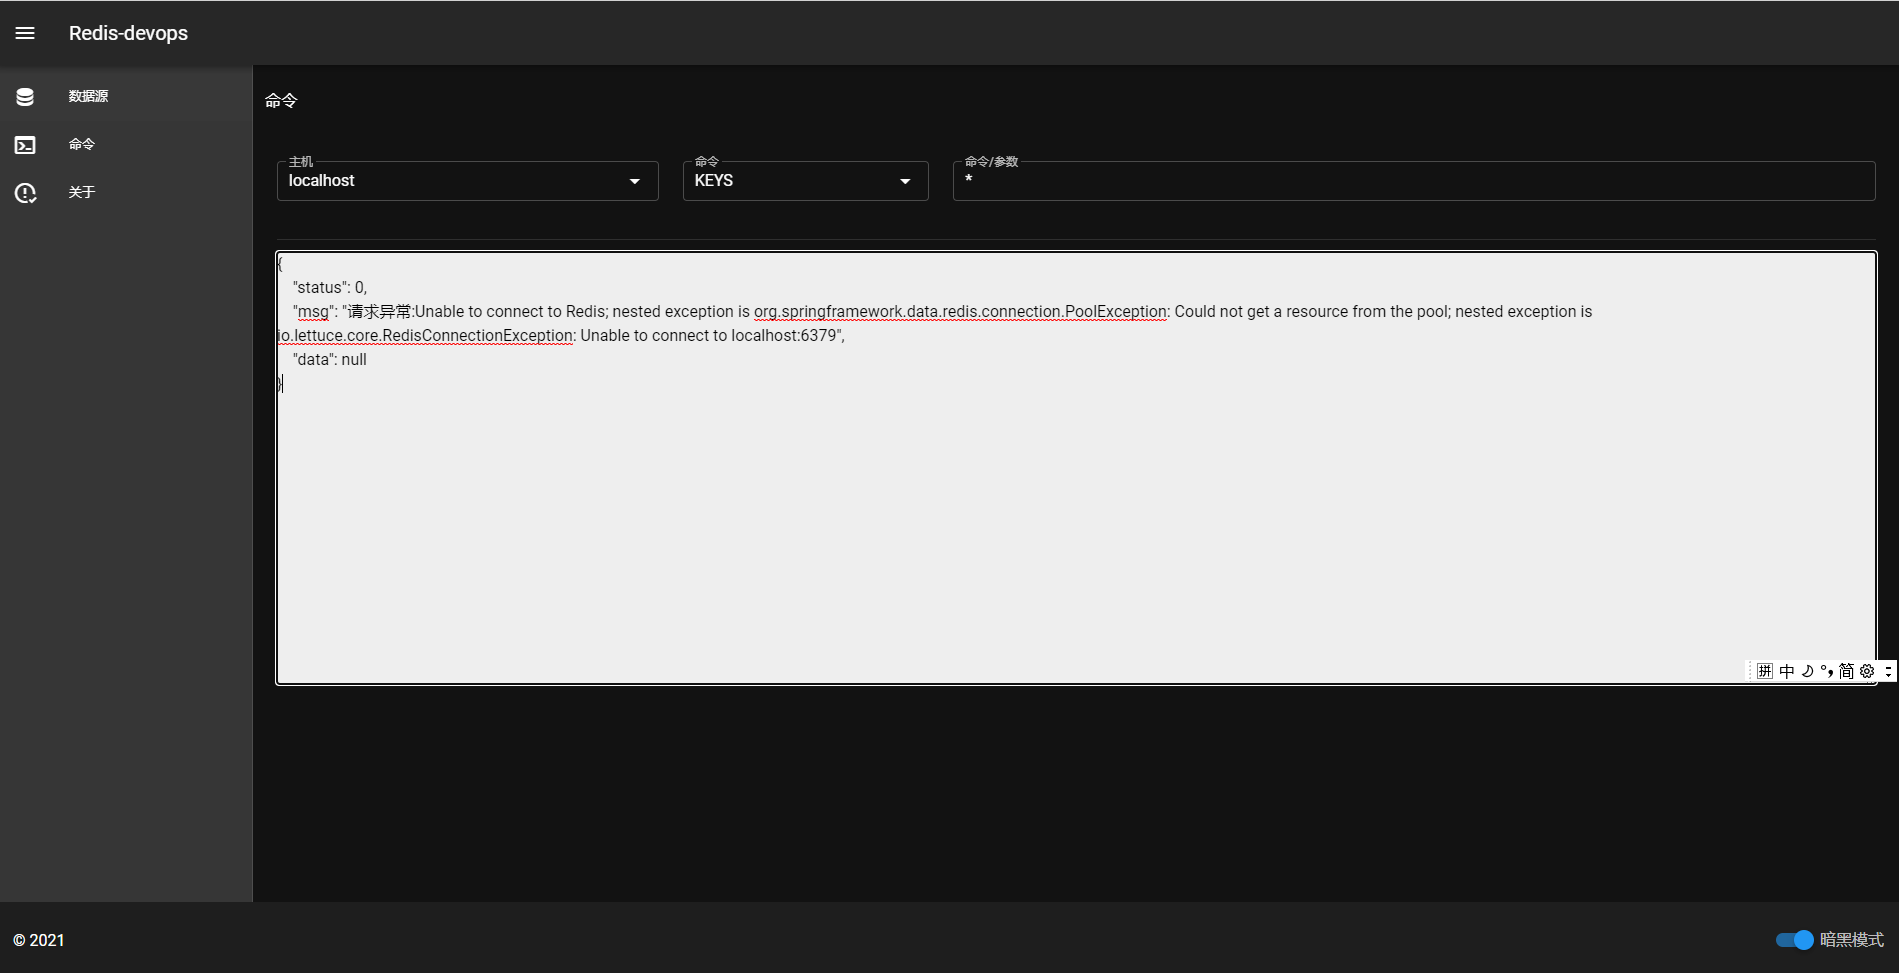 Redis-devops
数据源
命令
关于
命令
主机
localhost
命令
KEYS
命令/参数
*
{
"status": 0,
"msg": "请求异常:Unable to connect to Redis; nested exception is org.springframework.data.redis.connection.PoolException: Could not get a resource from the pool; nested exception is
io.lettuce.core.RedisConnectionException: Unable to connect to localhost:6379",
"data": null
}
拼 中 简
© 2021
暗黑模式